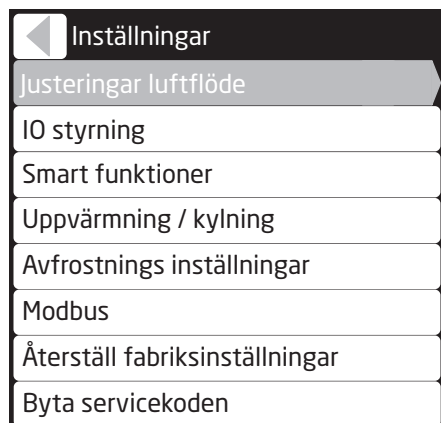 Inställningar
Justeringar luftflöde
IO styrning
Smart funktioner
Uppvärmning / kylning
Avfrostnings inställningar
Modbus
Återställ fabriksinställningar
Byta servicekoden